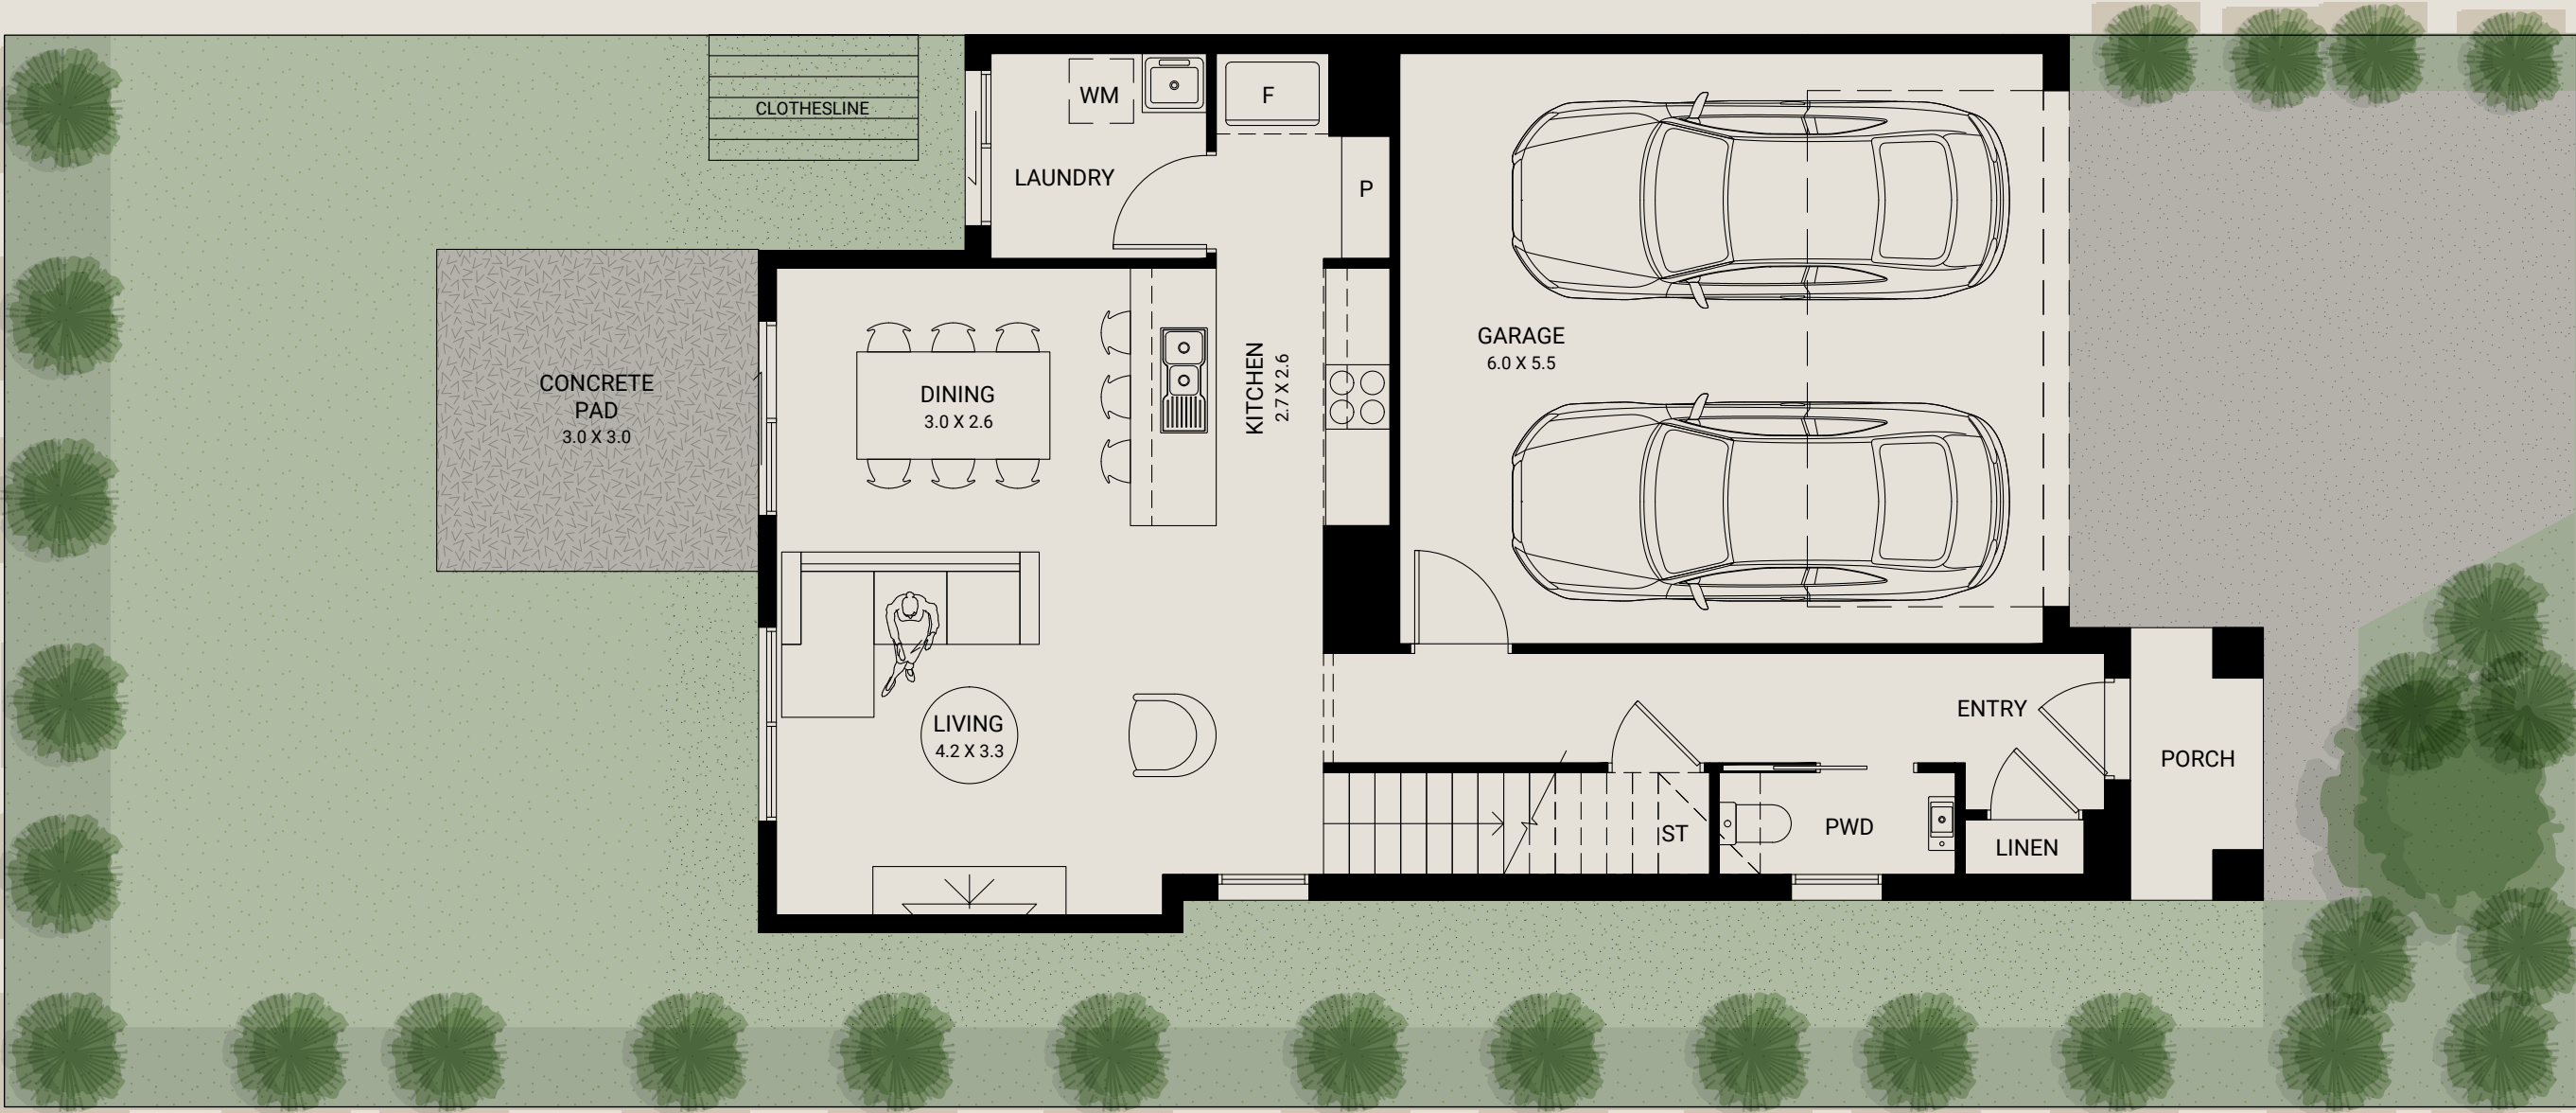 CLOTHESLINE
WM
F
LAUNDRY
P
CONCRETE
PAD
3.0 X 3.0
DINING
3.0 X 2.6
KITCHEN
2.7 X 2.6
GARAGE
6.0 X 5.5
LIVING
4.2 X 3.3
ENTRY
PORCH
ST
PWD
LINEN